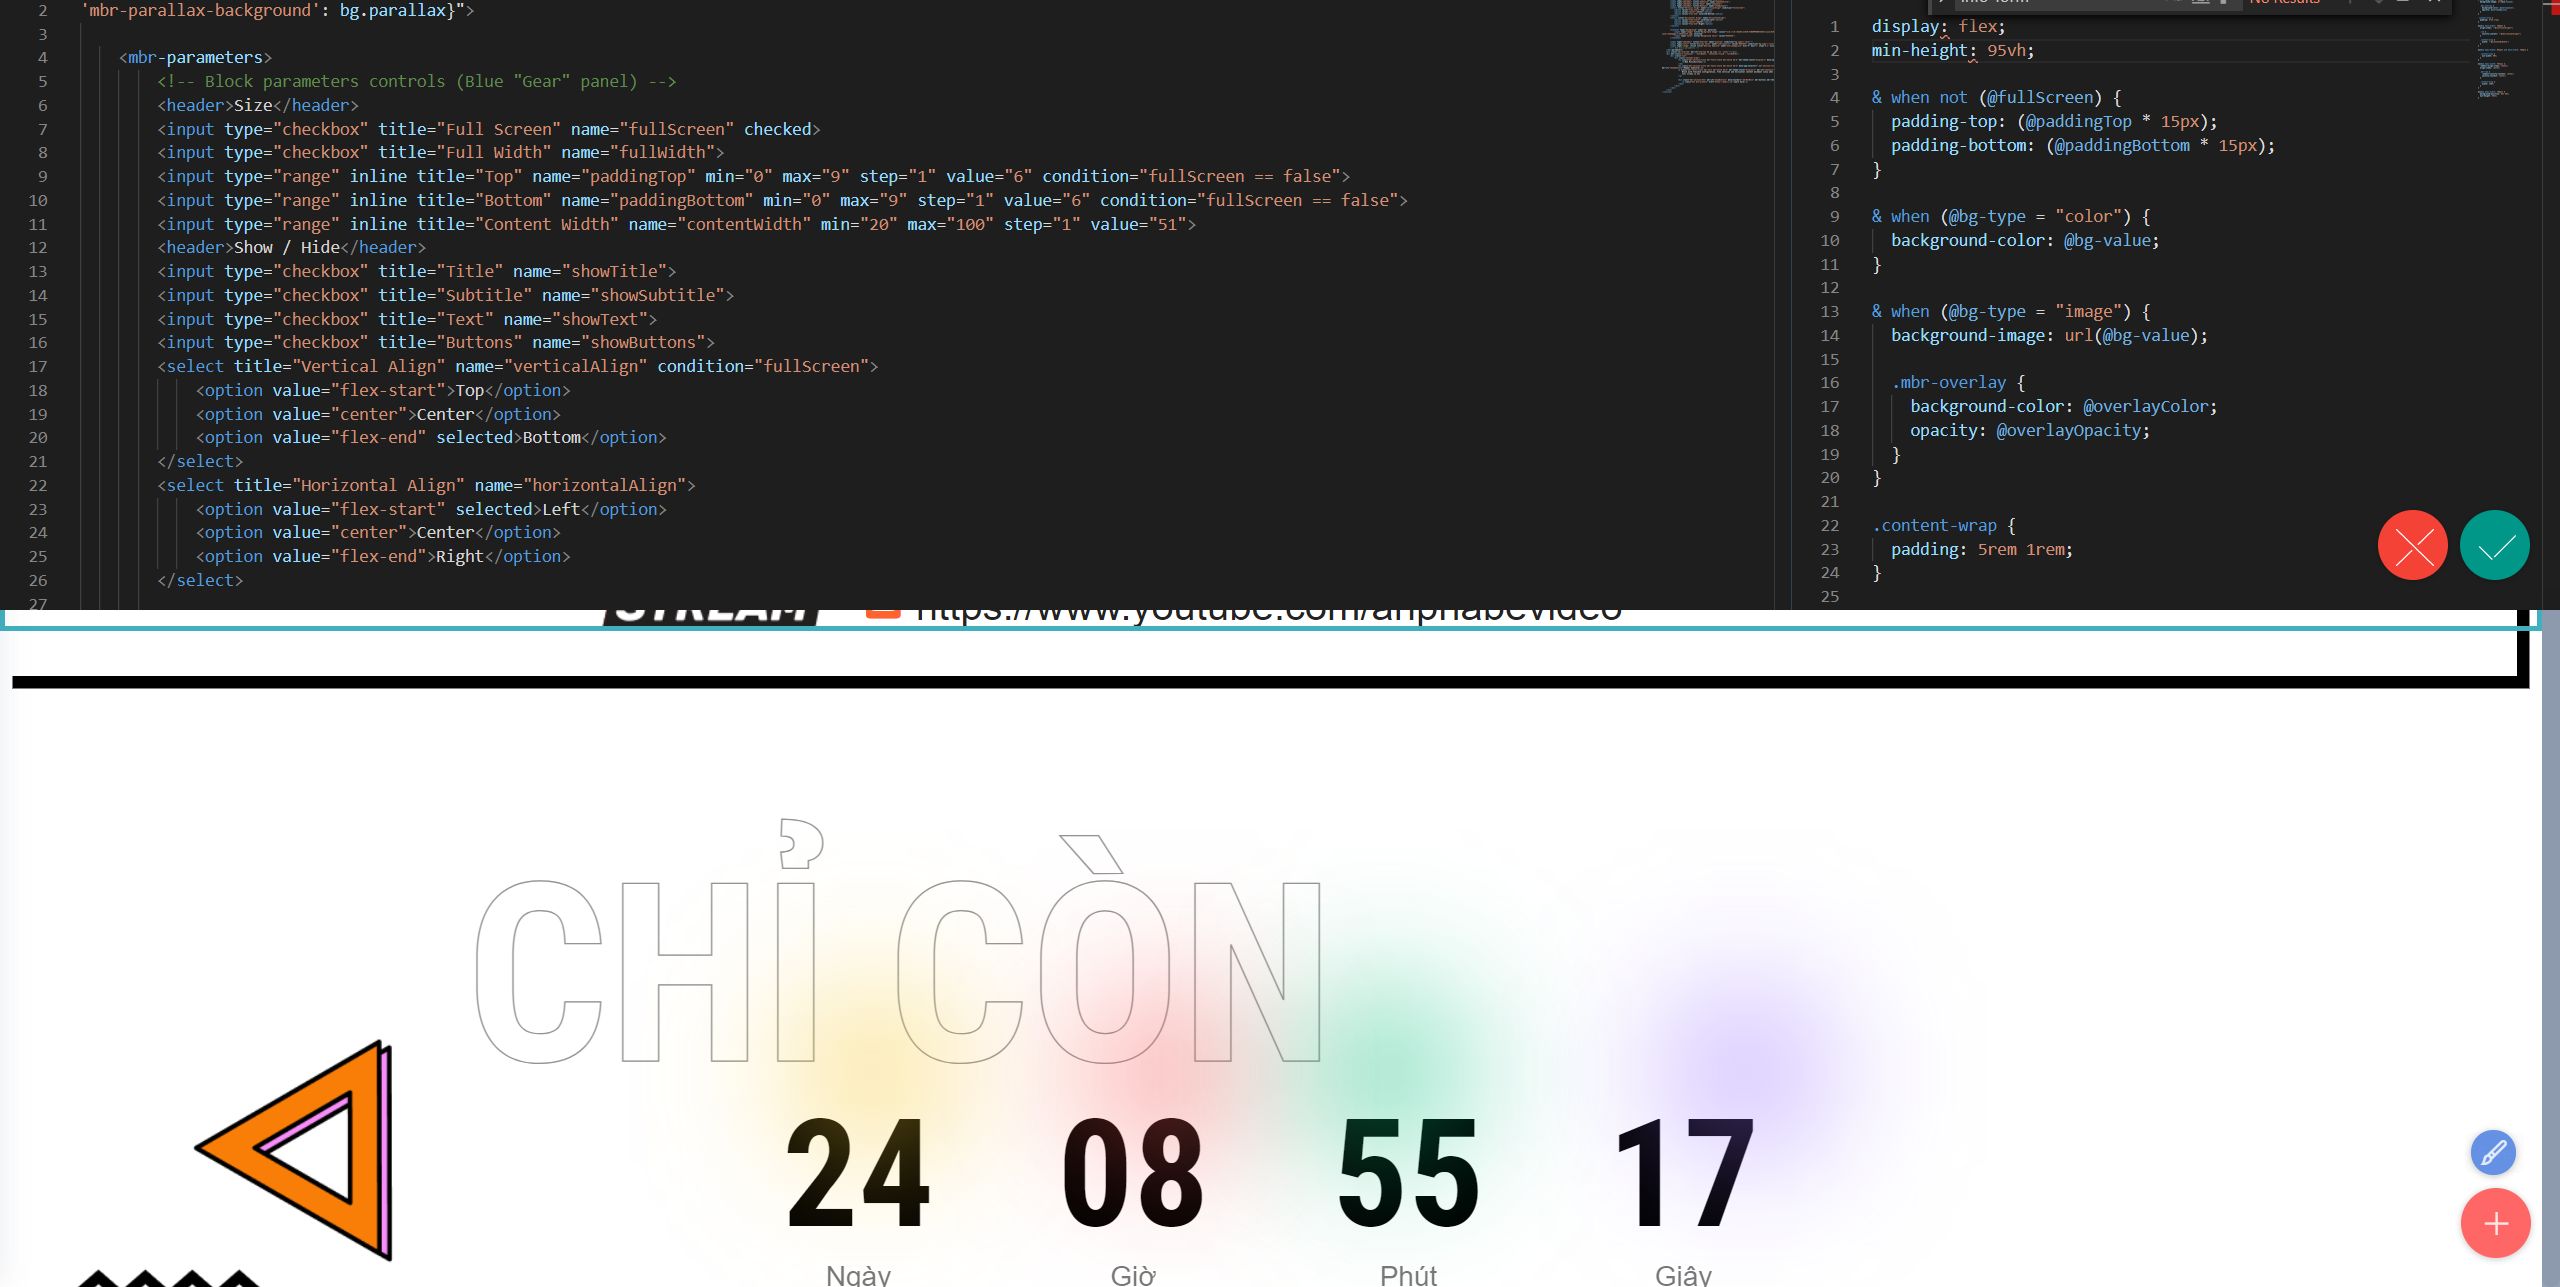 2 'mbr-parallax-background': bg.parallax}">
3
4 <mbr-parameters>
5 <!-- Block parameters controls (Blue "Gear" panel) -->
6 <header>Size</header>
7 <input type="checkbox" title="Full Screen" name="fullScreen" checked>
8 <input type="checkbox" title="Full Width" name="fullWidth">
9 <input type="range" inline title="Top" name="paddingTop" min="0" max="9" step="1" value="6" condition="fullScreen == false">
10 <input type="range" inline title="Bottom" name="paddingBottom" min="0" max="9" step="1" value="6" condition="fullScreen == false">
11 <input type="range" inline title="Content Width" name="contentWidth" min="20" max="100" step="1" value="51">
12 <header>Show / Hide</header>
13 <input type="checkbox" title="Title" name="showTitle">
14 <input type="checkbox" title="Subtitle" name="showSubtitle">
15 <input type="checkbox" title="Text" name="showText">
16 <input type="checkbox" title="Buttons" name="showButtons">
17 <select title="Vertical Align" name="verticalAlign" condition="fullScreen">
18 <option value="flex-start">Top</option>
19 <option value="center">Center</option>
20 <option value="flex-end" selected>Bottom</option>
21 </select>
22 <select title="Horizontal Align" name="horizontalAlign">
23 <option value="flex-start" selected>Left</option>
24 <option value="center">Center</option>
25 <option value="flex-end">Right</option>
26 </select>
27
No Results
1 display: flex;
2 min-height: 95vh;
3
4 & when not (@fullScreen) {
5 padding-top: (@paddingTop * 15px);
6 padding-bottom: (@paddingBottom * 15px);
7 }
8
9 & when (@bg-type = "color") {
10 background-color: @bg-value;
11 }
12
13 & when (@bg-type = "image") {
14 background-image: url(@bg-value);
15
16 .mbr-overlay {
17 background-color: @overlayColor;
18 opacity: @overlayOpacity;
19 }
20 }
21
22 .content-wrap {
23 padding: 5rem 1rem;
24 }
25
STREAM https://www.youtube.com/anphabevideo
CHỈ CÒN
24 08 55 17
Ngày Giờ Phút Giây